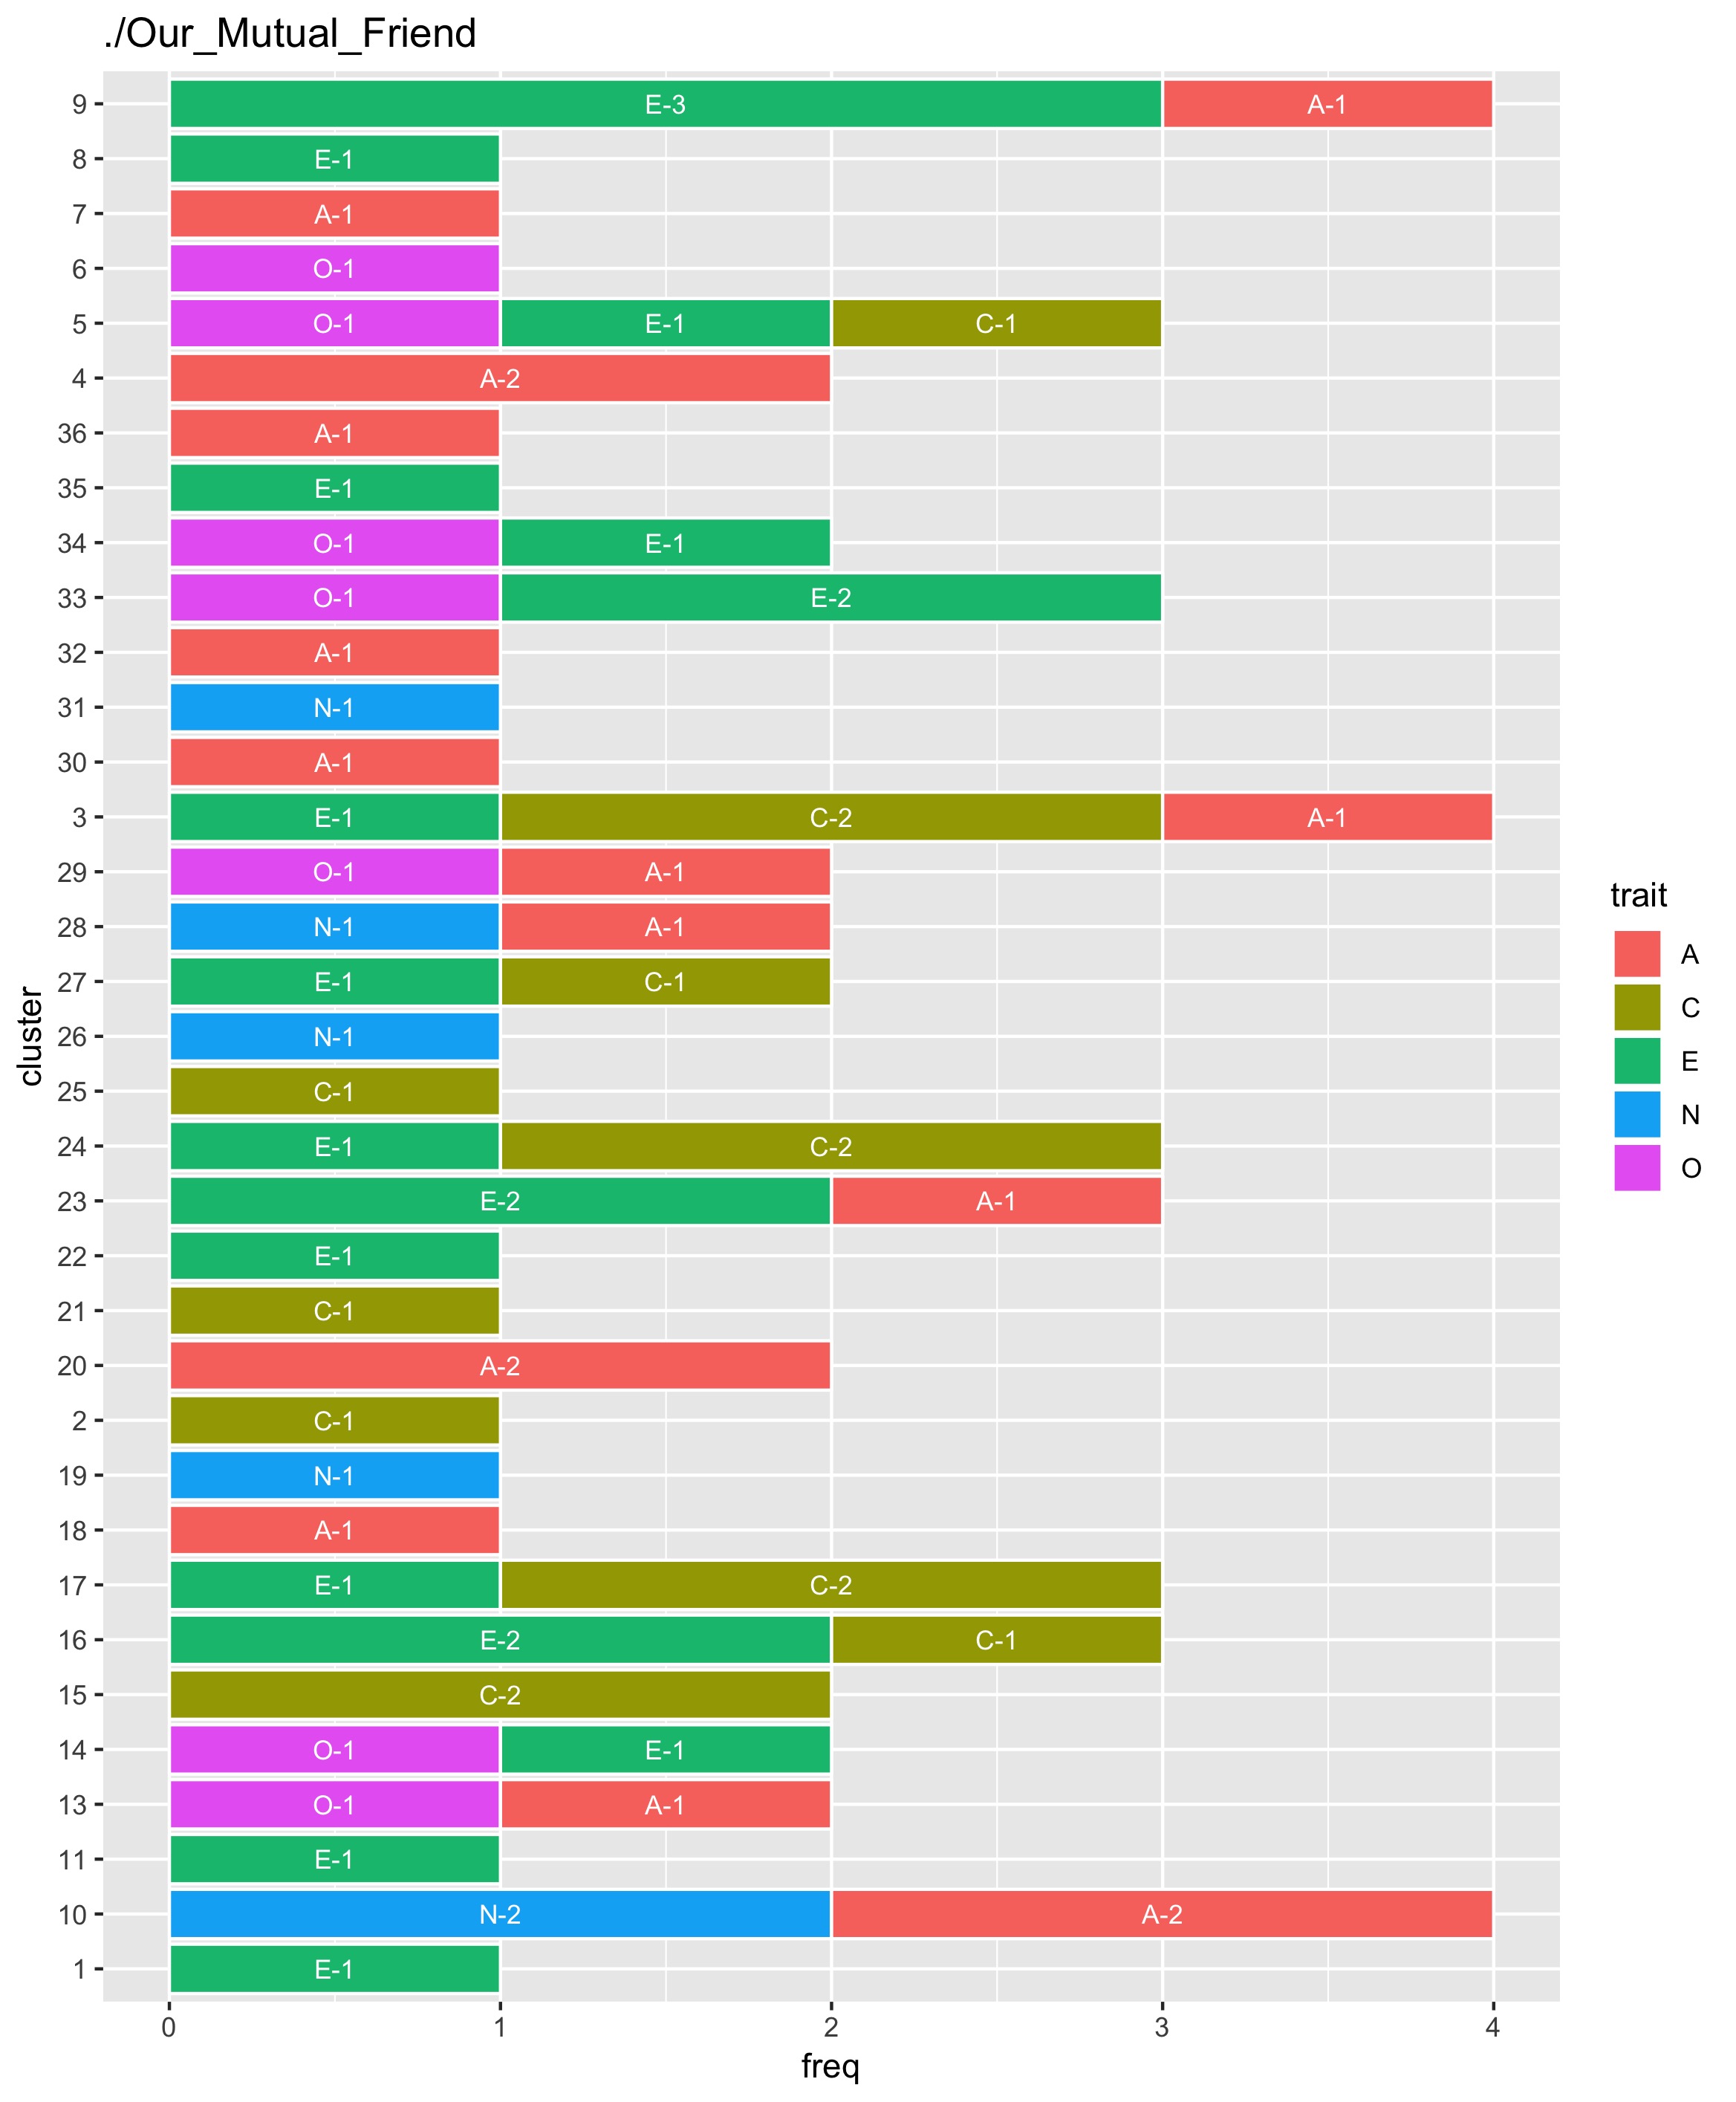 ./Our_Mutual_Friend
9 E-3 A-1
8 E-1
7 A-1
6 O-1
5 O-1 E-1 C-1
4 A-2
36 A-1
35 E-1
34 O-1 E-1
33 O-1 E-2
32 A-1
31 N-1
30 A-1
3 E-1 C-2 A-1
29 O-1 A-1
28 N-1 A-1
27 E-1 C-1
26 N-1
25 C-1
24 E-1 C-2
23 E-2 A-1
22 E-1
21 C-1
20 A-2
2 C-1
19 N-1
18 A-1
17 E-1 C-2
16 E-2 C-1
15 C-2
14 O-1 E-1
13 O-1 A-1
11 E-1
10 N-2 A-2
1 E-1
0 1 2 3 4
freq
cluster
trait
A
C
E
N
O